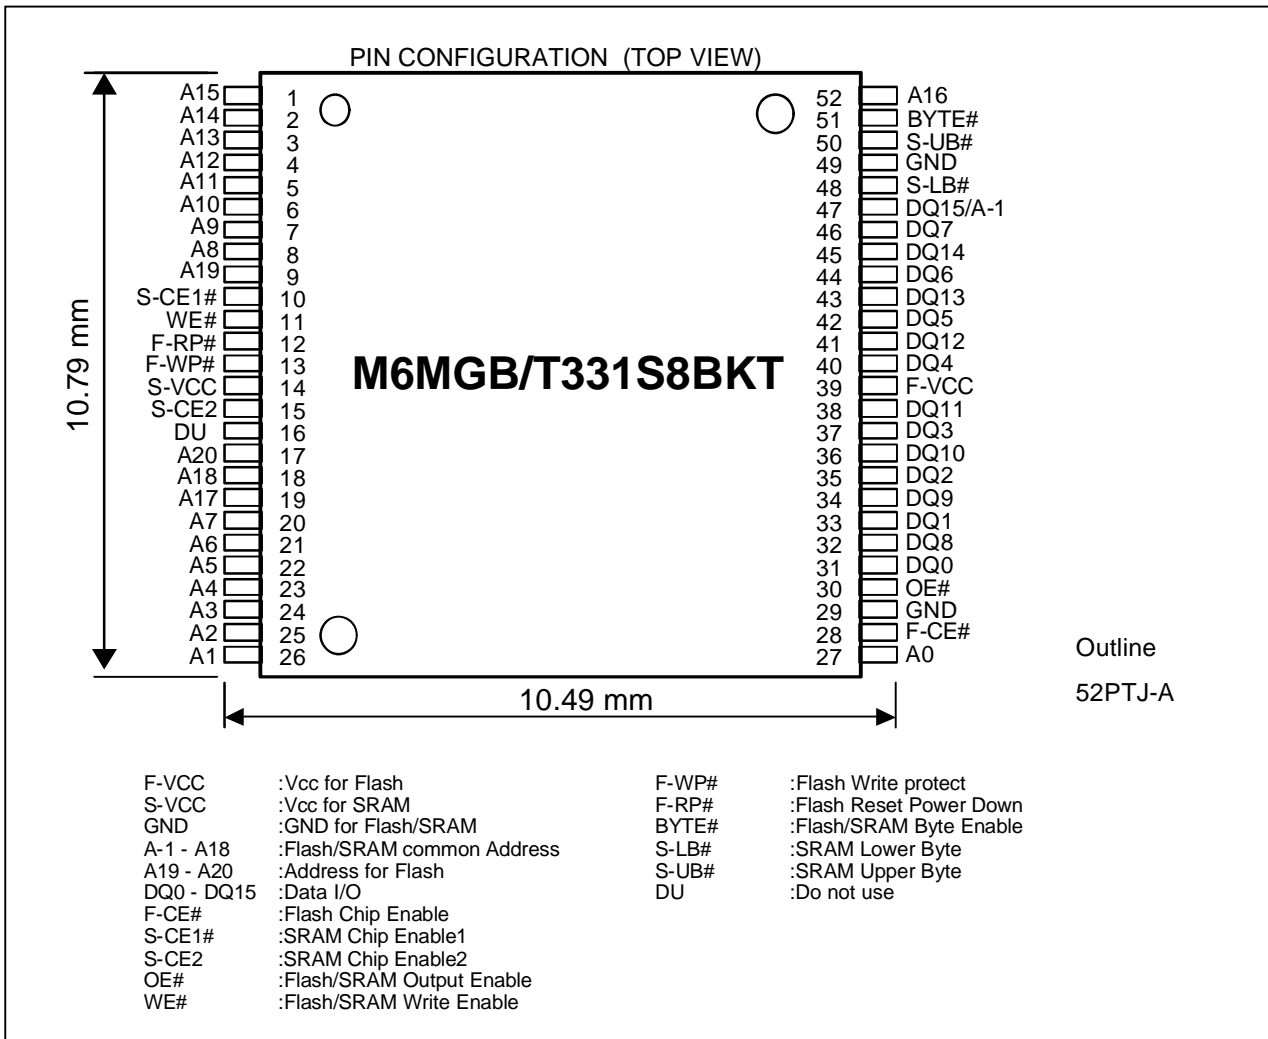 PIN CONFIGURATION (TOP VIEW)
A15 1 52 A16
A14 2 51 BYTE#
A13 3 50 S-UB#
A12 4 49 GND
A11 5 48 S-LB#
A10 6 47 DQ15/A-1
A9 7 46 DQ7
A8 8 45 DQ14
A19 9 44 DQ6
S-CE1# 10 43 DQ13
WE# 11 42 DQ5
F-RP# 12 41 DQ12
F-WP# 13 40 DQ4
S-VCC 14 39 F-VCC
S-CE2 15 38 DQ11
DU 16 37 DQ3
A20 17 36 DQ10
A18 18 35 DQ2
A17 19 34 DQ9
A7 20 33 DQ1
A6 21 32 DQ8
A5 22 31 DQ0
A4 23 30 OE#
A3 24 29 GND
A2 25 28 F-CE#
A1 26 27 A0
M6MGB/T331S8BKT
10.79 mm
10.49 mm
Outline
52PTJ-A
F-VCC :Vcc for Flash
S-VCC :Vcc for SRAM
GND :GND for Flash/SRAM
A-1 - A18 :Flash/SRAM common Address
A19 - A20 :Address for Flash
DQ0 - DQ15 :Data I/O
F-CE# :Flash Chip Enable
S-CE1# :SRAM Chip Enable1
S-CE2 :SRAM Chip Enable2
OE# :Flash/SRAM Output Enable
WE# :Flash/SRAM Write Enable
F-WP# :Flash Write protect
F-RP# :Flash Reset Power Down
BYTE# :Flash/SRAM Byte Enable
S-LB# :SRAM Lower Byte
S-UB# :SRAM Upper Byte
DU :Do not use